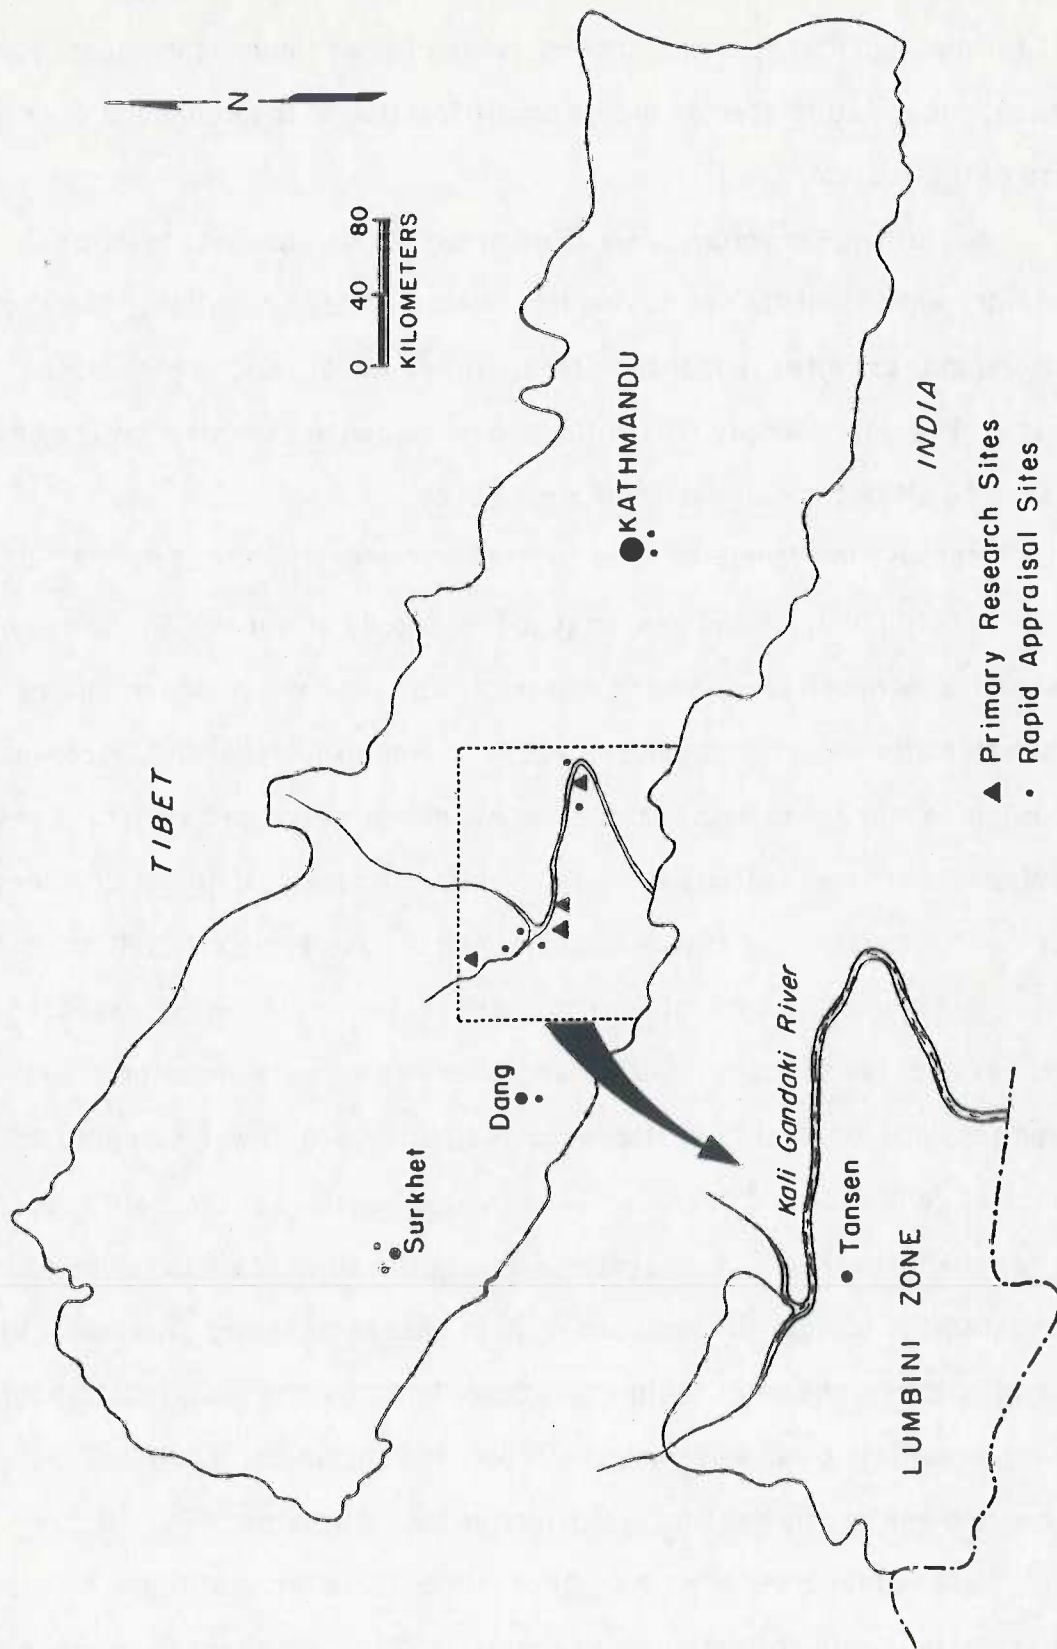 TIBET
N
0 40 80
KILOMETERS
Surkhet
Dang
KATHMANDU
INDIA
Kali Gandaki River
Tansen
LUMBINI ZONE
Primary Research Sites
Rapid Appraisal Sites